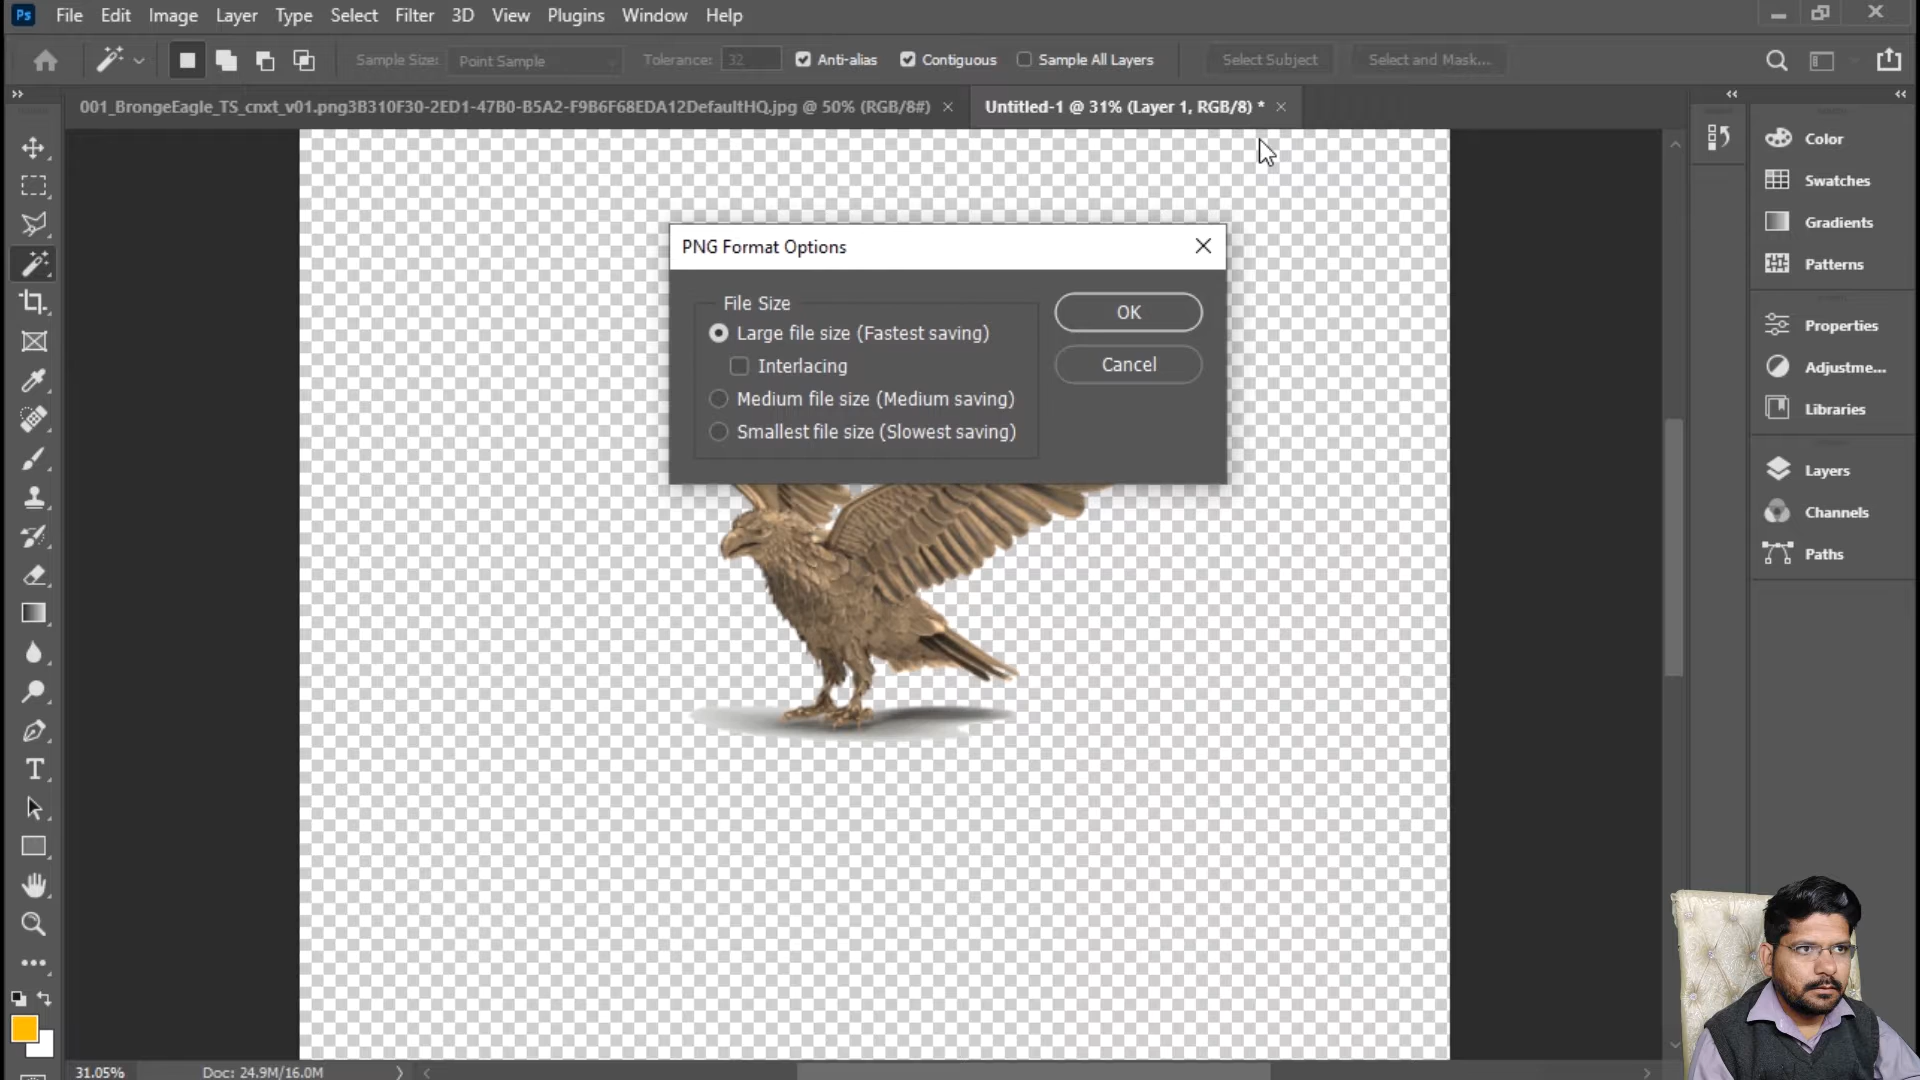 Ps File Edit Image Layer Type Select Filter 3D View Plugins Window Help
Sample Size: Point Sample Tolerance: 32 Anti-alias Contiguous Sample All Layers Select Subject Select and Mask...
001_BrongeEagle_TS_cnxt_v01.png3B310F30-2ED1-47B0-B5A2-F9B6F68EDA12DefaultHQ.jpg @ 50% (RGB/8#) × Untitled-1 @ 31% (Layer 1, RGB/8) * ×
Color
Swatches
Gradients
Patterns
Properties
Adjustme...
Libraries
Layers
Channels
Paths
PNG Format Options
File Size
OK
Large file size (Fastest saving)
Interlacing
Cancel
Medium file size (Medium saving)
Smallest file size (Slowest saving)
31.05% Doc: 24.9M/16.0M